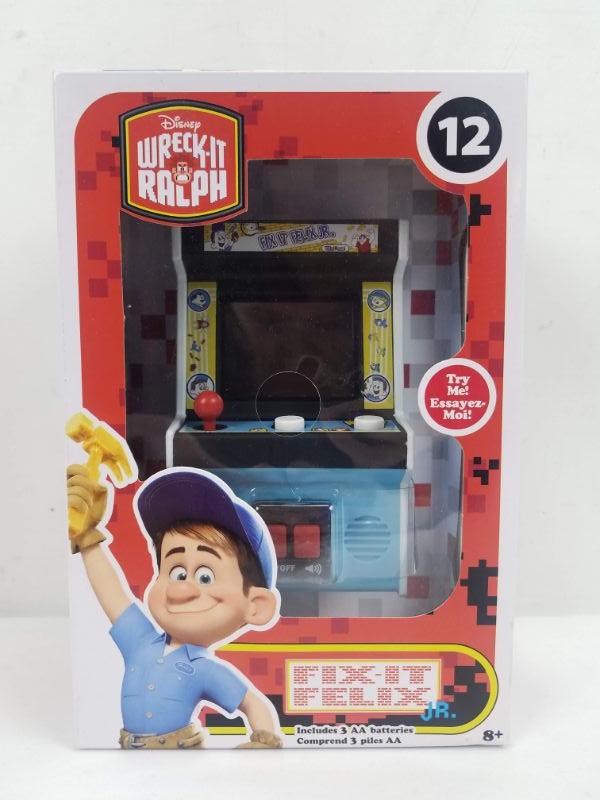 Disney
WRECK-IT
RALPH
12
FIX IT FELIX JR.
Try
Me!
Essayez-
Moi!
OFF
FIX-IT
FELIX
JR.
Includes 3 AA batteries
Comprend 3 piles AA
8+